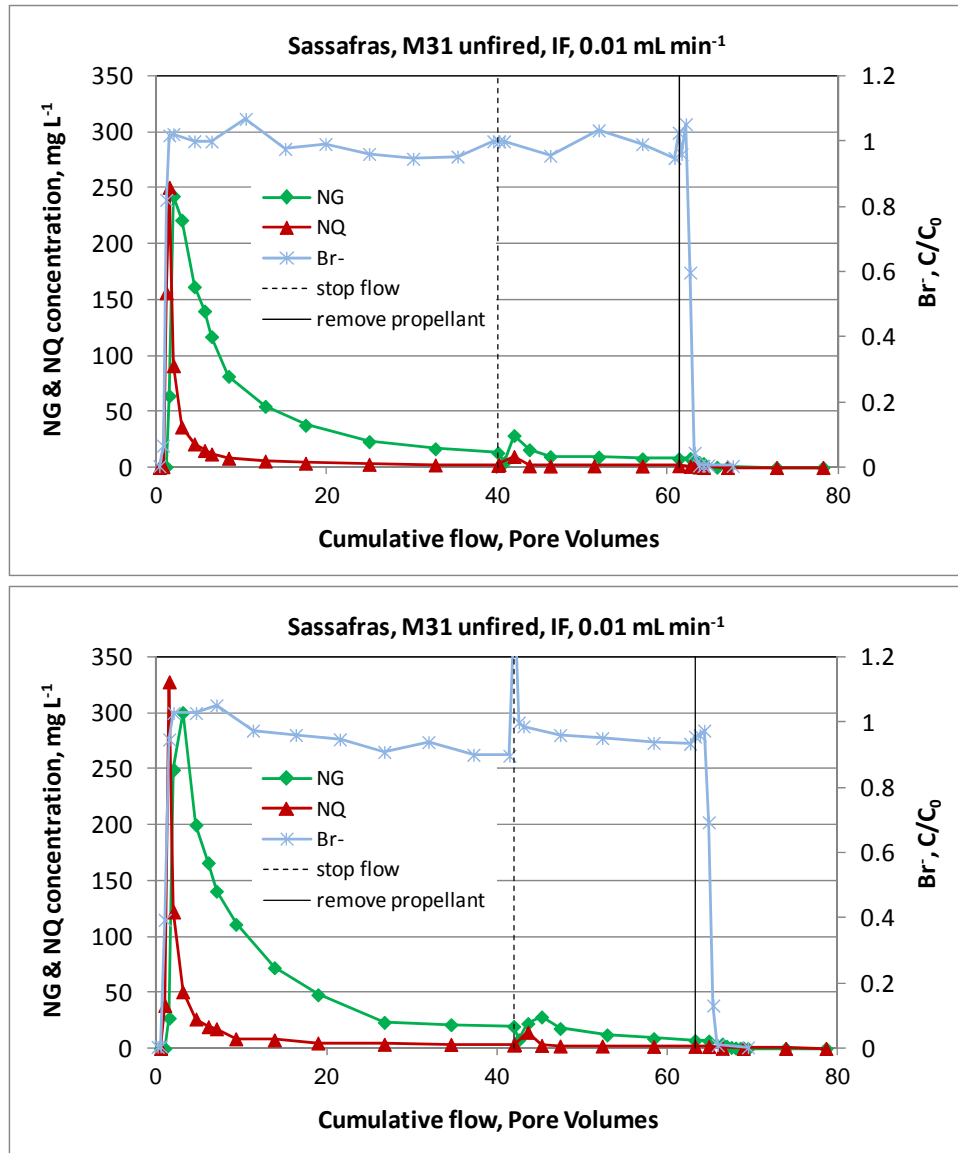 Sassafras, M31 unfired, IF, 0.01 mL min⁻¹
NG & NQ concentration, mg L⁻¹
350
300
250
200
150
100
50
0
NG
NQ
Br-
stop flow
remove propellant
1.2
1
0.8
0.6
0.4
0.2
0
Br⁻, C/C₀
0 20 40 60 80
Cumulative flow, Pore Volumes
Sassafras, M31 unfired, IF, 0.01 mL min⁻¹
NG & NQ concentration, mg L⁻¹
350
300
250
200
150
100
50
0
NG
NQ
Br-
stop flow
remove propellant
1.2
1
0.8
0.6
0.4
0.2
0
Br⁻, C/C₀
0 20 40 60 80
Cumulative flow, Pore Volumes